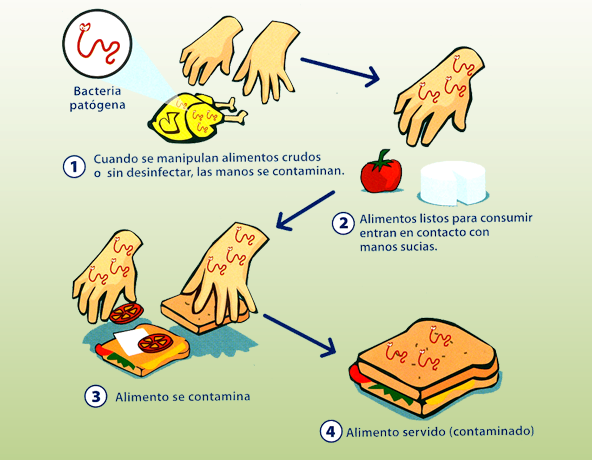 Bacteria
patógena
1 Cuando se manipulan alimentos crudos
o sin desinfectar, las manos se contaminan.
2 Alimentos listos para consumir
entran en contacto con
manos sucias.
3 Alimento se contamina
4 Alimento servido (contaminado)